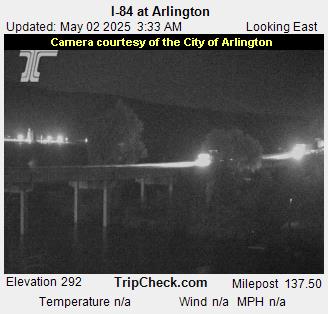 I-84 at Arlington
Updated: May 02 2025 3:33 AM Looking East
Camera courtesy of the City of Arlington
Elevation 292 TripCheck.com Milepost 137.50
Temperature n/a Wind n/a MPH n/a